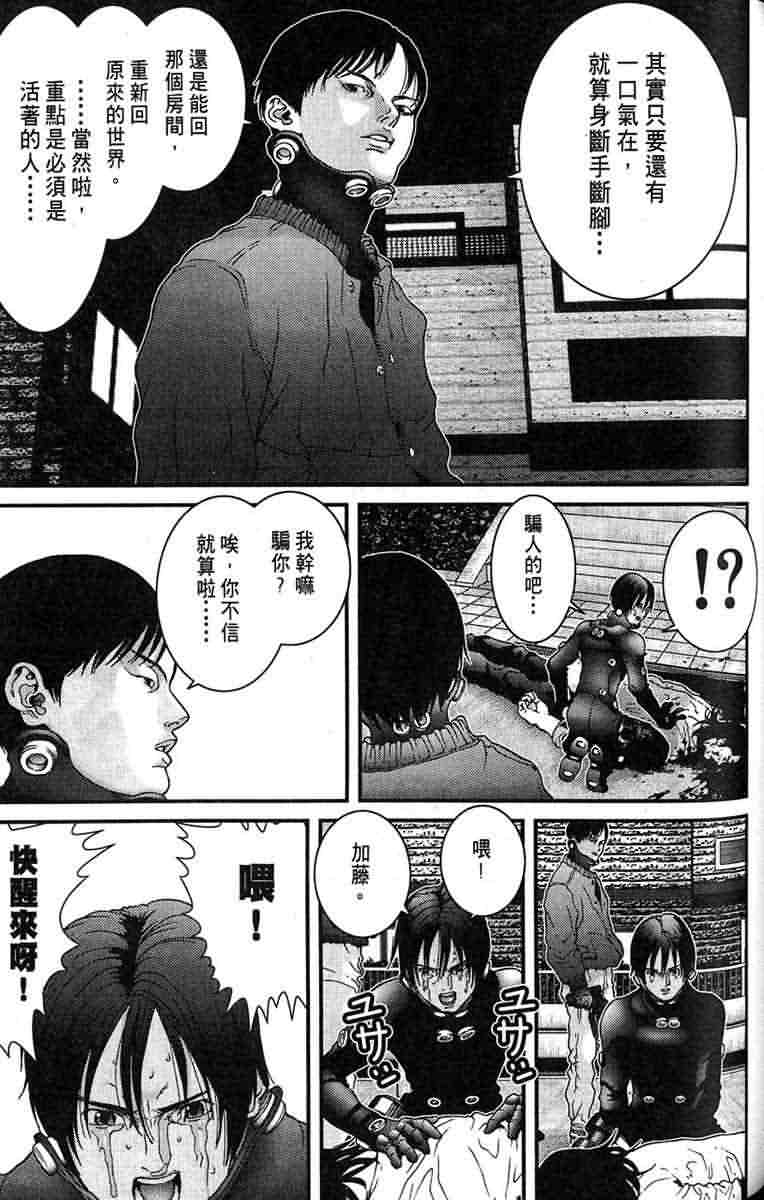 其實只要還有
一口氣在，
就算身斷手斷腳…
還是能回
那個房間，
重新回
原來的世界。
……當然啦，
重點是必須是
活著的人……
!?
騙人的吧…
我幹嘛
騙你？
唉，你不信
就算啦……
喂！
加藤。
ユサッ
ユサッ
喂！
快醒來呀！